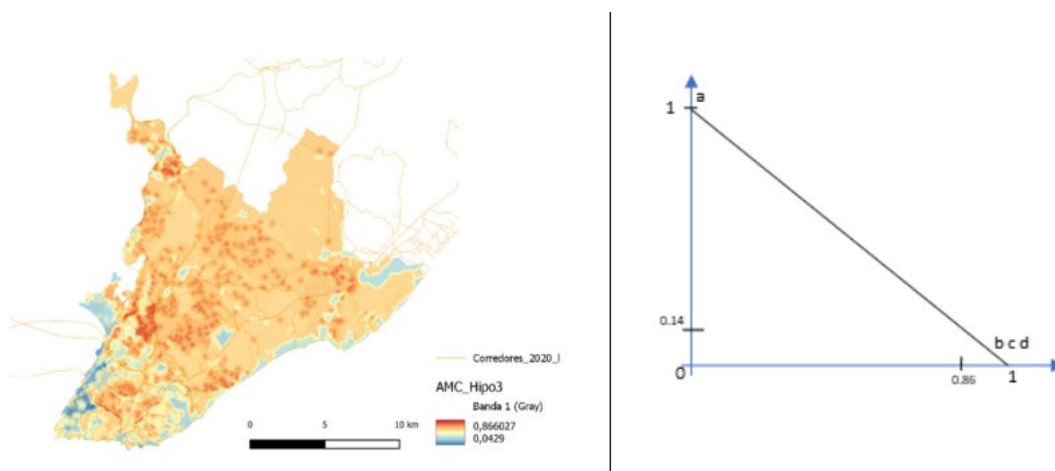 Corredores_2020_l
AMC_Hipo3
Banda 1 (Gray)
0,866027
0,0429
0 5 10 km
1 a
0.14
b c d
0 0.86 1